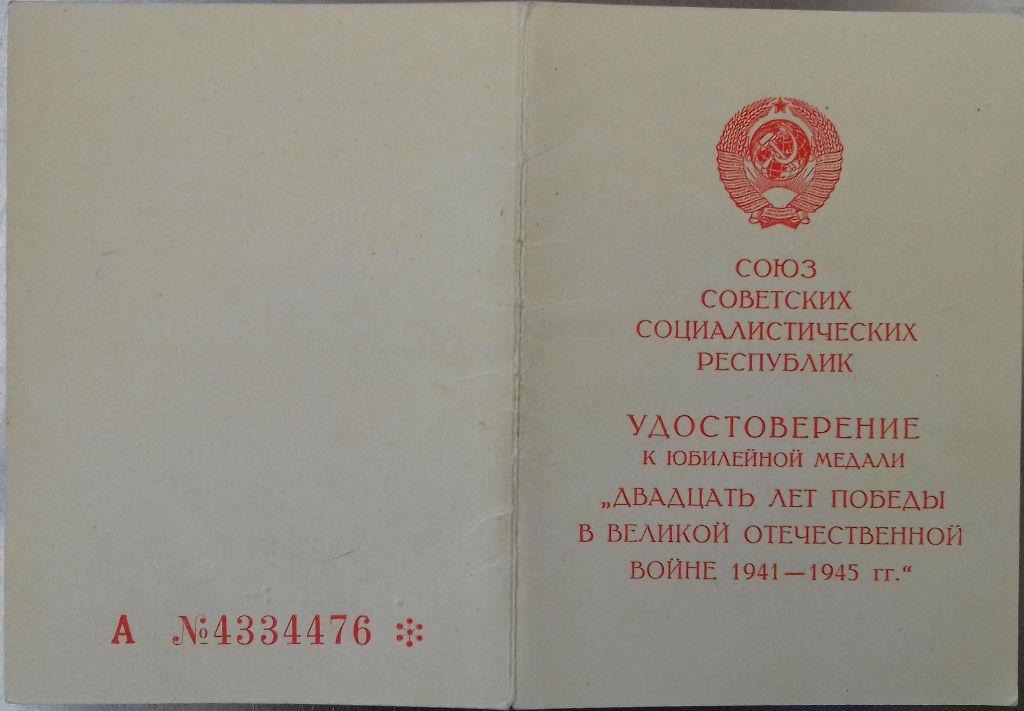 А №4334476
СОЮЗ
СОВЕТСКИХ
СОЦИАЛИСТИЧЕСКИХ
РЕСПУБЛИК
УДОСТОВЕРЕНИЕ
К ЮБИЛЕЙНОЙ МЕДАЛИ
„ДВАДЦАТЬ ЛЕТ ПОБЕДЫ
В ВЕЛИКОЙ ОТЕЧЕСТВЕННОЙ
ВОЙНЕ 1941—1945 гг.“